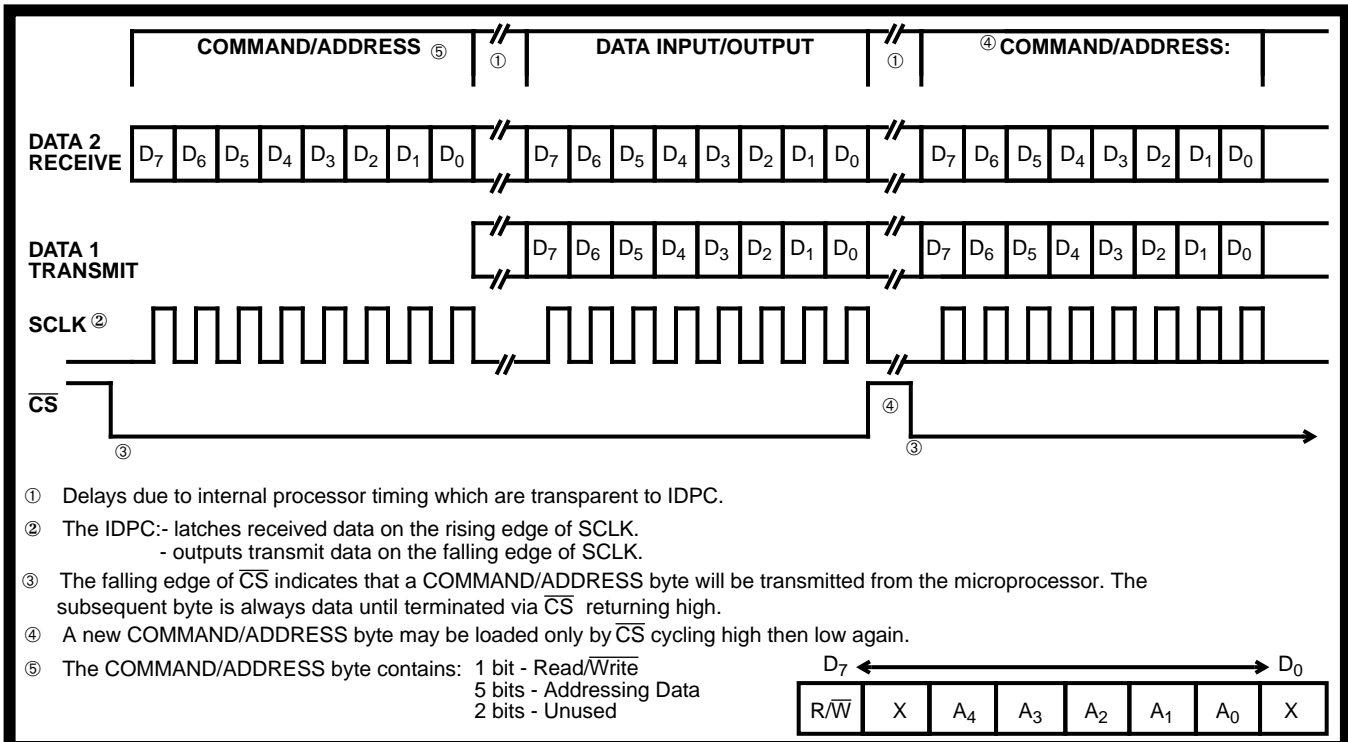 COMMAND/ADDRESS ⑤ ① DATA INPUT/OUTPUT ① ④ COMMAND/ADDRESS:
DATA 2
RECEIVE D7 D6 D5 D4 D3 D2 D1 D0 D7 D6 D5 D4 D3 D2 D1 D0 D7 D6 D5 D4 D3 D2 D1 D0
DATA 1
TRANSMIT D7 D6 D5 D4 D3 D2 D1 D0 D7 D6 D5 D4 D3 D2 D1 D0
SCLK ②
C̅S̅ ④
③ ③
① Delays due to internal processor timing which are transparent to IDPC.
② The IDPC:- latches received data on the rising edge of SCLK.
- outputs transmit data on the falling edge of SCLK.
③ The falling edge of C̅S̅ indicates that a COMMAND/ADDRESS byte will be transmitted from the microprocessor. The
subsequent byte is always data until terminated via C̅S̅ returning high.
④ A new COMMAND/ADDRESS byte may be loaded only by C̅S̅ cycling high then low again.
⑤ The COMMAND/ADDRESS byte contains: 1 bit - Read/W̅r̅i̅t̅e̅
5 bits - Addressing Data
2 bits - Unused
D7 D0
R/W̅ X A4 A3 A2 A1 A0 X